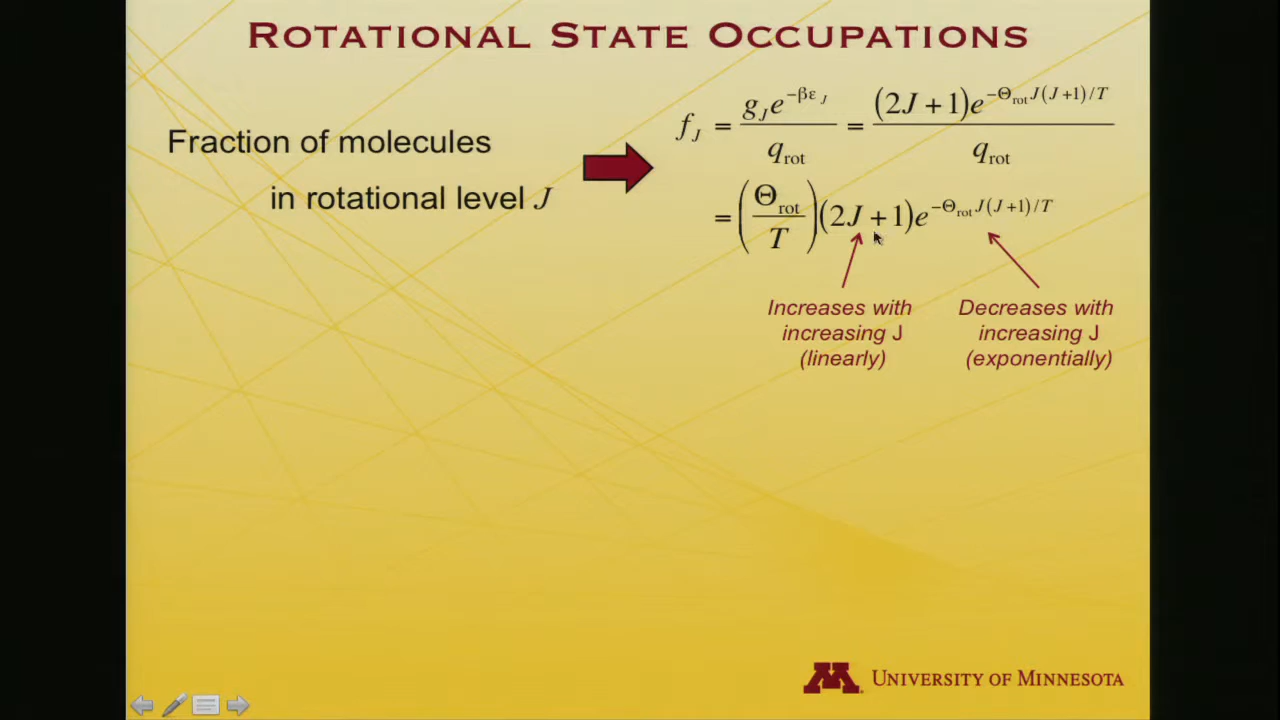 ROTATIONAL STATE OCCUPATIONS
Fraction of molecules
in rotational level J
f_J = g_J e^{−βε_J} / q_rot = (2J + 1)e^{−Θ_rot J(J+1)/T} / q_rot
= (Θ_rot / T)(2J + 1)e^{−Θ_rot J(J+1)/T}
Increases with
increasing J
(linearly)
Decreases with
increasing J
(exponentially)
M
UNIVERSITY OF MINNESOTA